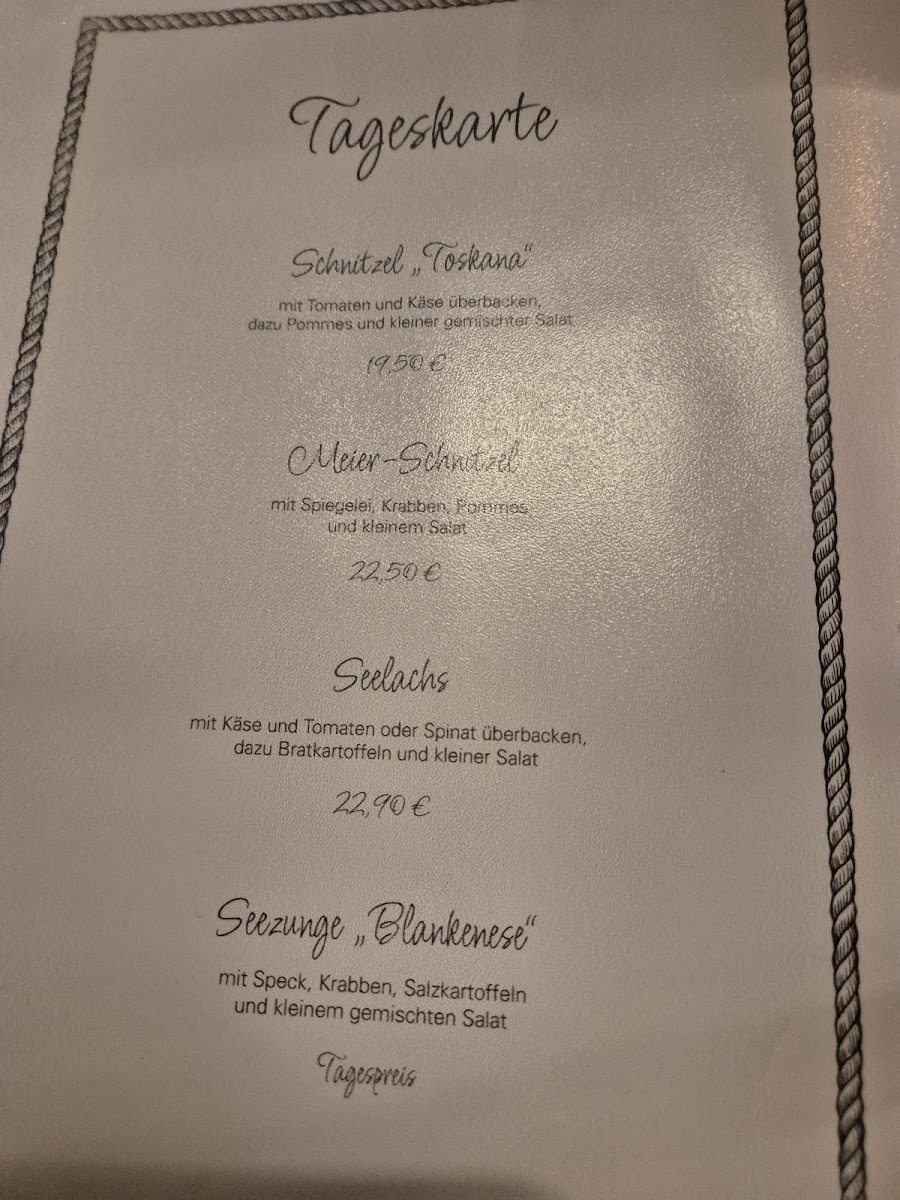 Tageskarte
Schnitzel „Toskana“
mit Tomaten und Käse überbacken,
dazu Pommes und kleiner gemischter Salat
19,50 €
Meier-Schnitzel
mit Spiegelei, Krabben, Pommes
und kleinem Salat
22,50 €
Seelachs
mit Käse und Tomaten oder Spinat überbacken,
dazu Bratkartoffeln und kleiner Salat
22,90 €
Seezunge „Blankenese“
mit Speck, Krabben, Salzkartoffeln
und kleinem gemischten Salat
Tagespreis